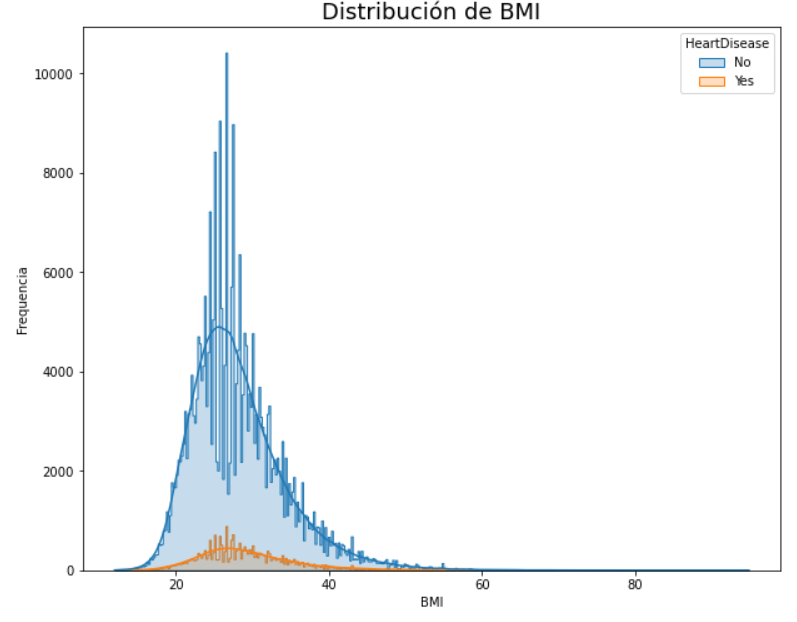 Distribución de BMI
HeartDisease
No
Yes
10000
8000
6000
4000
2000
0
Frequencia
20
40
60
80
BMI